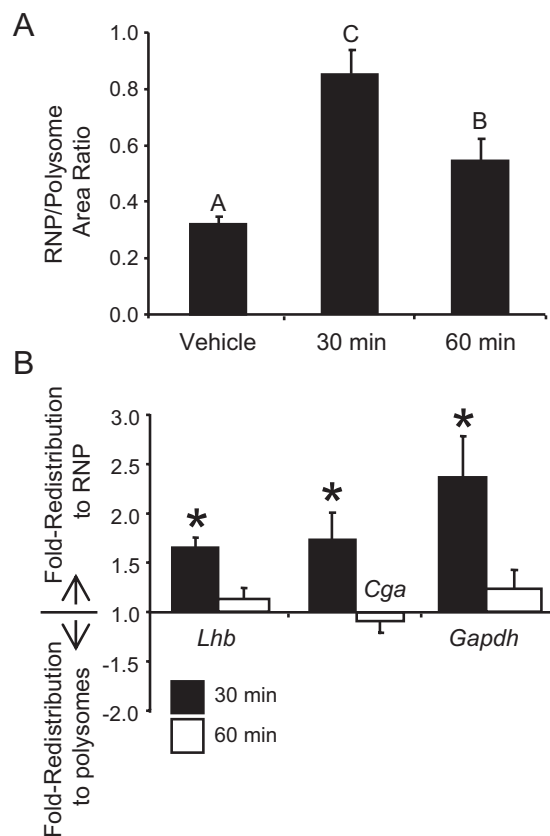 A
RNP/Polysome
Area Ratio
1.0
0.8
0.6
0.4
0.2
0.0
A
C
B
Vehicle
30 min
60 min
B
Fold-Redistribution
to RNP
Fold-Redistribution
to polysomes
3.0
2.5
2.0
1.5
1.0
-1.5
-2.0
*
*
*
Lhb
Cga
Gapdh
30 min
60 min